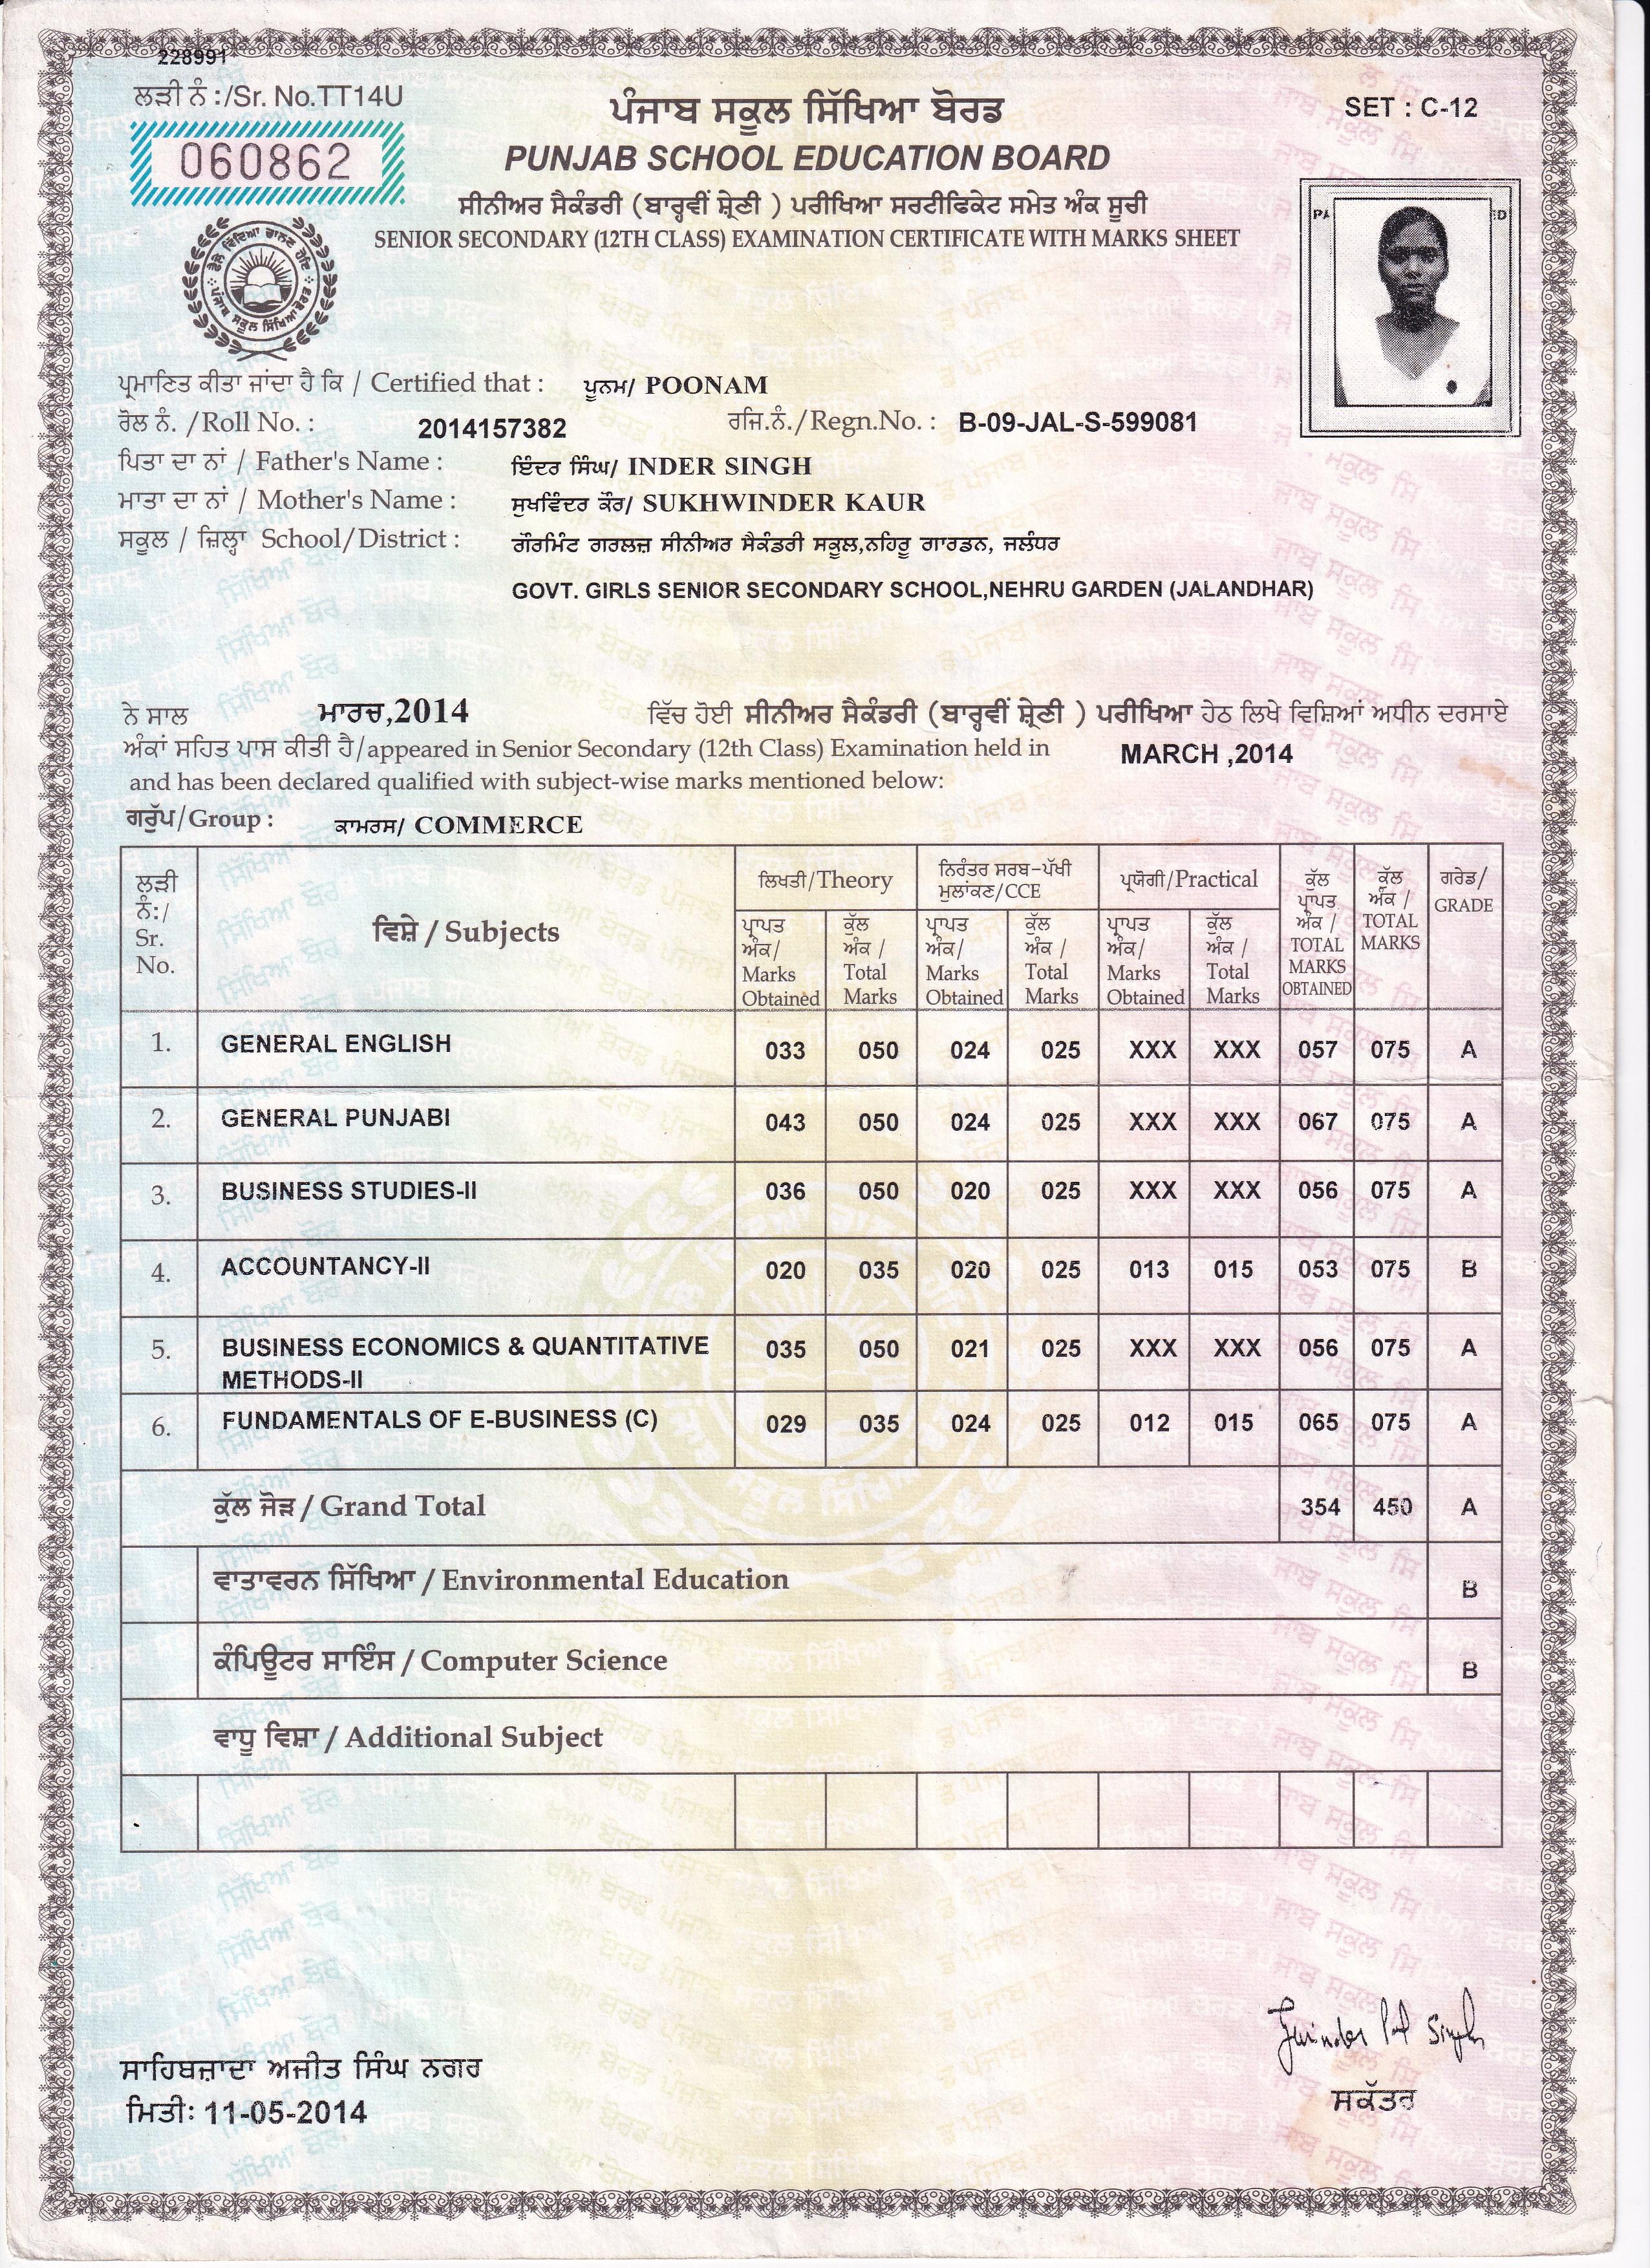 228991
ਲੜੀ ਨੰ :/Sr. No.TT14U
060862
SET : C-12
ਪੰਜਾਬ ਸਕੂਲ ਸਿੱਖਿਆ ਬੋਰਡ
PUNJAB SCHOOL EDUCATION BOARD
ਸੀਨੀਅਰ ਸੈਕੰਡਰੀ (ਬਾਰ੍ਹਵੀਂ ਸ਼੍ਰੇਣੀ ) ਪਰੀਖਿਆ ਸਰਟੀਫਿਕੇਟ ਸਮੇਤ ਅੰਕ ਸੂਚੀ
SENIOR SECONDARY (12TH CLASS) EXAMINATION CERTIFICATE WITH MARKS SHEET
ਪ੍ਰਮਾਣਿਤ ਕੀਤਾ ਜਾਂਦਾ ਹੈ ਕਿ / Certified that : ਪੂਨਮ/ POONAM
ਰੋਲ ਨੰ. /Roll No. : 2014157382 ਰਜਿ.ਨੰ./Regn.No. : B-09-JAL-S-599081
ਪਿਤਾ ਦਾ ਨਾਂ / Father's Name : ਇੰਦਰ ਸਿੰਘ/ INDER SINGH
ਮਾਤਾ ਦਾ ਨਾਂ / Mother's Name : ਸੁਖਵਿੰਦਰ ਕੌਰ/ SUKHWINDER KAUR
ਸਕੂਲ / ਜ਼ਿਲ੍ਹਾ School/District : ਗੌਰਮਿੰਟ ਗਰਲਜ਼ ਸੀਨੀਅਰ ਸੈਕੰਡਰੀ ਸਕੂਲ,ਨਹਿਰੂ ਗਾਰਡਨ, ਜਲੰਧਰ
GOVT. GIRLS SENIOR SECONDARY SCHOOL,NEHRU GARDEN (JALANDHAR)
ਨੇ ਸਾਲ ਮਾਰਚ,2014 ਵਿੱਚ ਹੋਈ ਸੀਨੀਅਰ ਸੈਕੰਡਰੀ (ਬਾਰ੍ਹਵੀਂ ਸ਼੍ਰੇਣੀ ) ਪਰੀਖਿਆ ਹੇਠ ਲਿਖੇ ਵਿਸ਼ਿਆਂ ਅਧੀਨ ਦਰਸਾਏ
ਅੰਕਾਂ ਸਹਿਤ ਪਾਸ ਕੀਤੀ ਹੈ/appeared in Senior Secondary (12th Class) Examination held in MARCH ,2014
and has been declared qualified with subject-wise marks mentioned below:
ਗਰੁੱਪ/Group : ਕਾਮਰਸ/ COMMERCE
ਲੜੀ ਨੰ:/ Sr. No.
ਵਿਸ਼ੇ / Subjects
ਲਿਖਤੀ/Theory
ਨਿਰੰਤਰ ਸਰਬ-ਪੱਖੀ ਮੁਲਾਂਕਣ/CCE
ਪ੍ਰਯੋਗੀ/Practical
ਕੁੱਲ ਪ੍ਰਾਪਤ ਅੰਕ / TOTAL MARKS OBTAINED
ਕੁੱਲ ਅੰਕ / TOTAL MARKS
ਗਰੇਡ/ GRADE
ਪ੍ਰਾਪਤ ਅੰਕ/ Marks Obtained
ਕੁੱਲ ਅੰਕ / Total Marks
ਪ੍ਰਾਪਤ ਅੰਕ/ Marks Obtained
ਕੁੱਲ ਅੰਕ / Total Marks
ਪ੍ਰਾਪਤ ਅੰਕ/ Marks Obtained
ਕੁੱਲ ਅੰਕ / Total Marks
1. GENERAL ENGLISH 033 050 024 025 XXX XXX 057 075 A
2. GENERAL PUNJABI 043 050 024 025 XXX XXX 067 075 A
3. BUSINESS STUDIES-II 036 050 020 025 XXX XXX 056 075 A
4. ACCOUNTANCY-II 020 035 020 025 013 015 053 075 B
5. BUSINESS ECONOMICS & QUANTITATIVE 035 050 021 025 XXX XXX 056 075 A
METHODS-II
6. FUNDAMENTALS OF E-BUSINESS (C) 029 035 024 025 012 015 065 075 A
ਕੁੱਲ ਜੋੜ / Grand Total 354 450 A
ਵਾਤਾਵਰਨ ਸਿੱਖਿਆ / Environmental Education B
ਕੰਪਿਊਟਰ ਸਾਇੰਸ / Computer Science B
ਵਾਧੂ ਵਿਸ਼ਾ / Additional Subject
ਸਾਹਿਬਜ਼ਾਦਾ ਅਜੀਤ ਸਿੰਘ ਨਗਰ
ਮਿਤੀ: 11-05-2014
ਸਕੱਤਰ